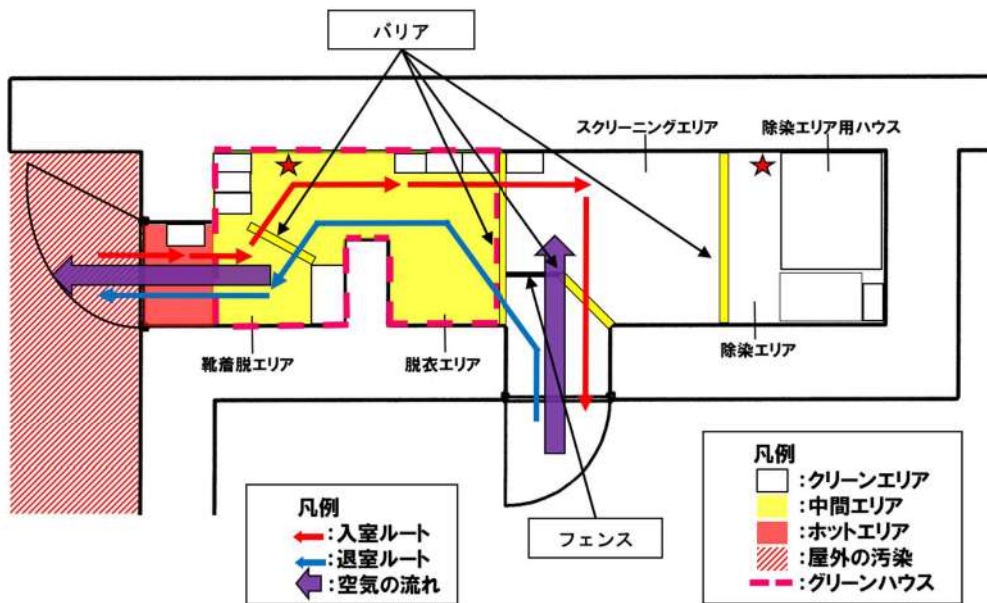 バリア
スクリーニングエリア
除染エリア用ハウス
靴着脱エリア
脱衣エリア
除染エリア
フェンス
凡例
:入室ルート
:退室ルート
:空気の流れ
凡例
:クリーンエリア
:中間エリア
:ホットエリア
:屋外の汚染
:グリーンハウス